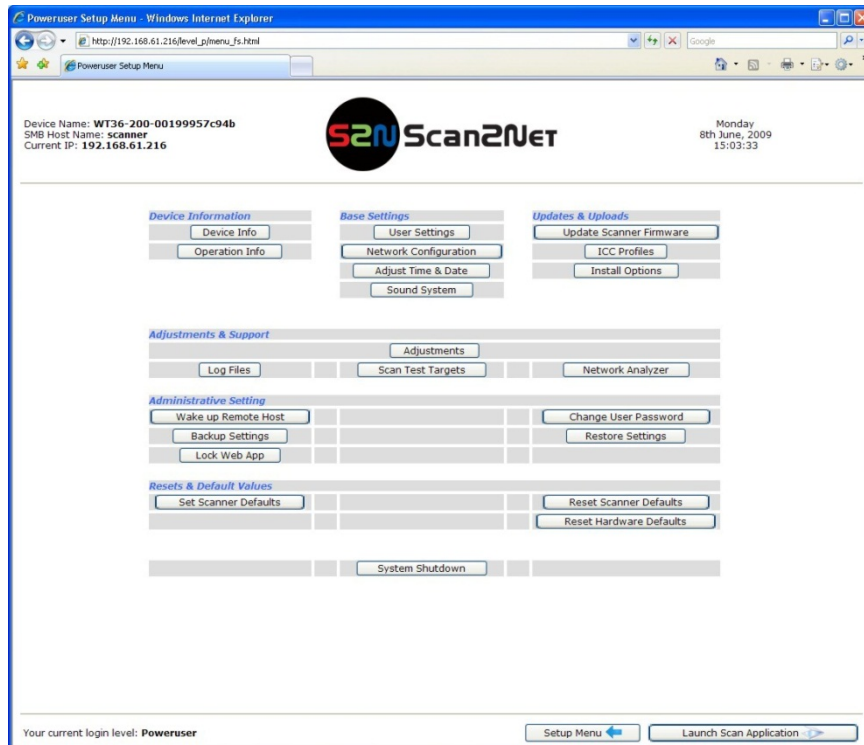 Poweruser Setup Menu - Windows Internet Explorer
http://192.168.61.216/level_p/menu_fs.html
Google
Poweruser Setup Menu
Device Name: WT36-200-00199957c94b
SMB Host Name: scanner
Current IP: 192.168.61.216
S2N Scan2Net
Monday
8th June, 2009
15:03:33
Device Information Base Settings Updates & Uploads
Device Info User Settings Update Scanner Firmware
Operation Info Network Configuration ICC Profiles
Adjust Time & Date Install Options
Sound System
Adjustments & Support
Adjustments
Log Files Scan Test Targets Network Analyzer
Administrative Setting
Wake up Remote Host Change User Password
Backup Settings Restore Settings
Lock Web App
Resets & Default Values
Set Scanner Defaults Reset Scanner Defaults
Reset Hardware Defaults
System Shutdown
Your current login level: Poweruser Setup Menu Launch Scan Application